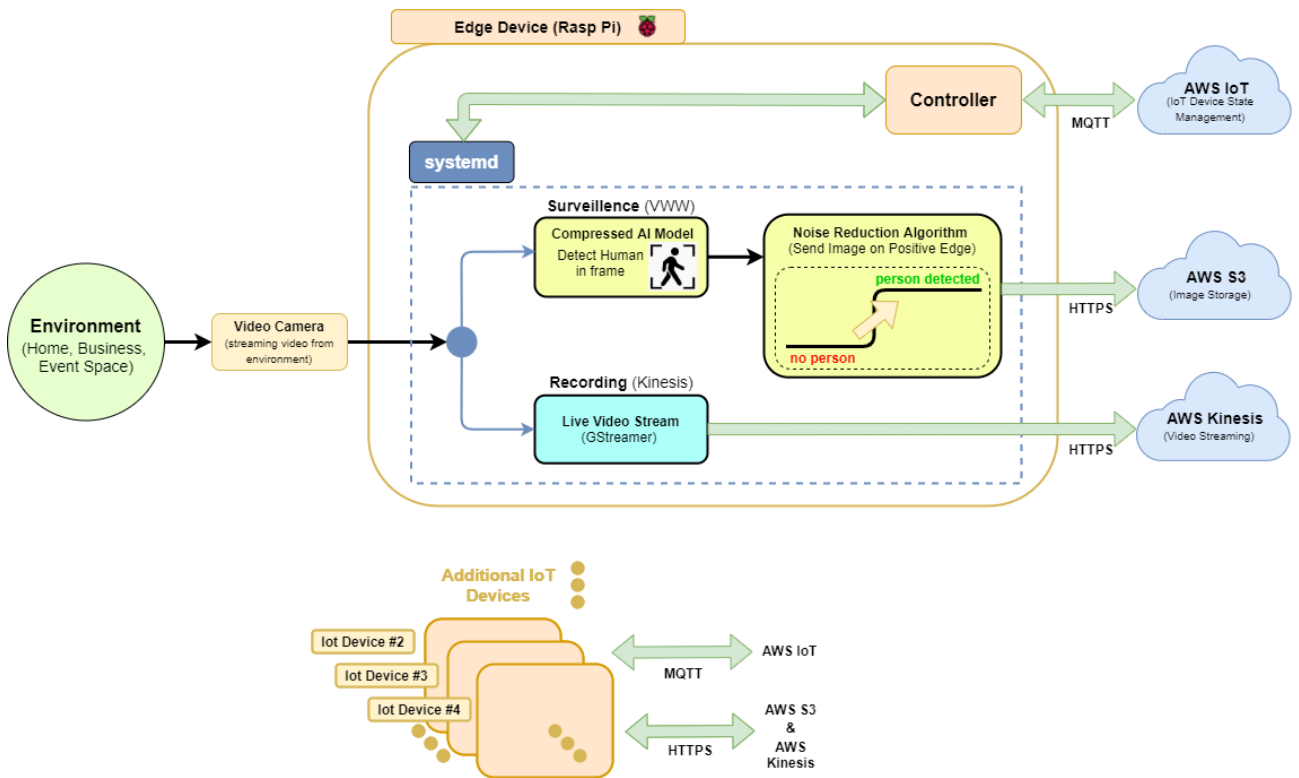 Edge Device (Rasp Pi)
Controller
AWS IoT
(IoT Device State
Management)
MQTT
systemd
Surveillence (VWW)
Compressed AI Model
Detect Human
in frame
Noise Reduction Algorithm
(Send Image on Positive Edge)
person detected
no person
AWS S3
(Image Storage)
HTTPS
Environment
(Home, Business,
Event Space)
Video Camera
(streaming video from
environment)
Recording (Kinesis)
Live Video Stream
(GStreamer)
AWS Kinesis
(Video Streaming)
HTTPS
Additional IoT
Devices
Iot Device #2
Iot Device #3
Iot Device #4
MQTT
AWS IoT
HTTPS
AWS S3
&
AWS
Kinesis